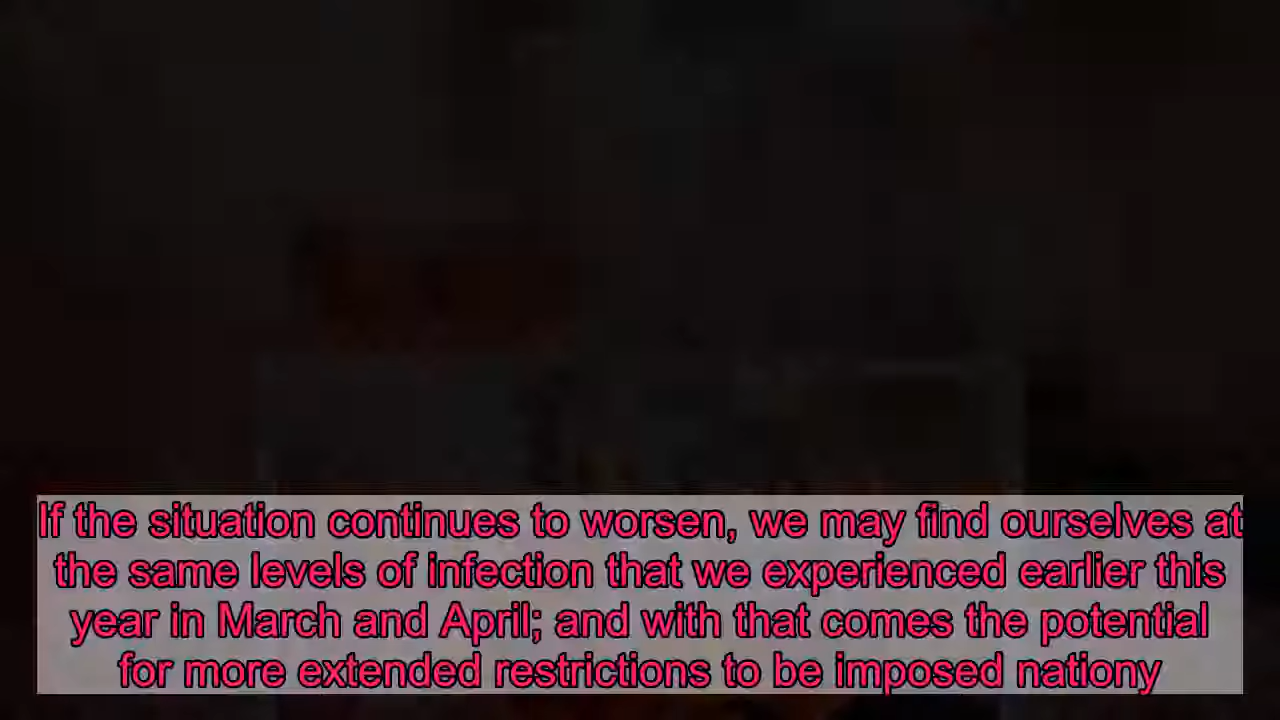 If the situation continues to worsen, we may find ourselves at
the same levels of infection that we experienced earlier this
year in March and April; and with that comes the potential
for more extended restrictions to be imposed nationy